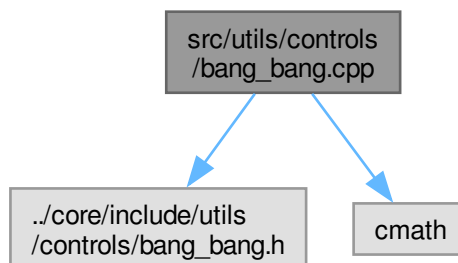 src/utils/controls
/bang_bang.cpp
../core/include/utils
/controls/bang_bang.h
cmath